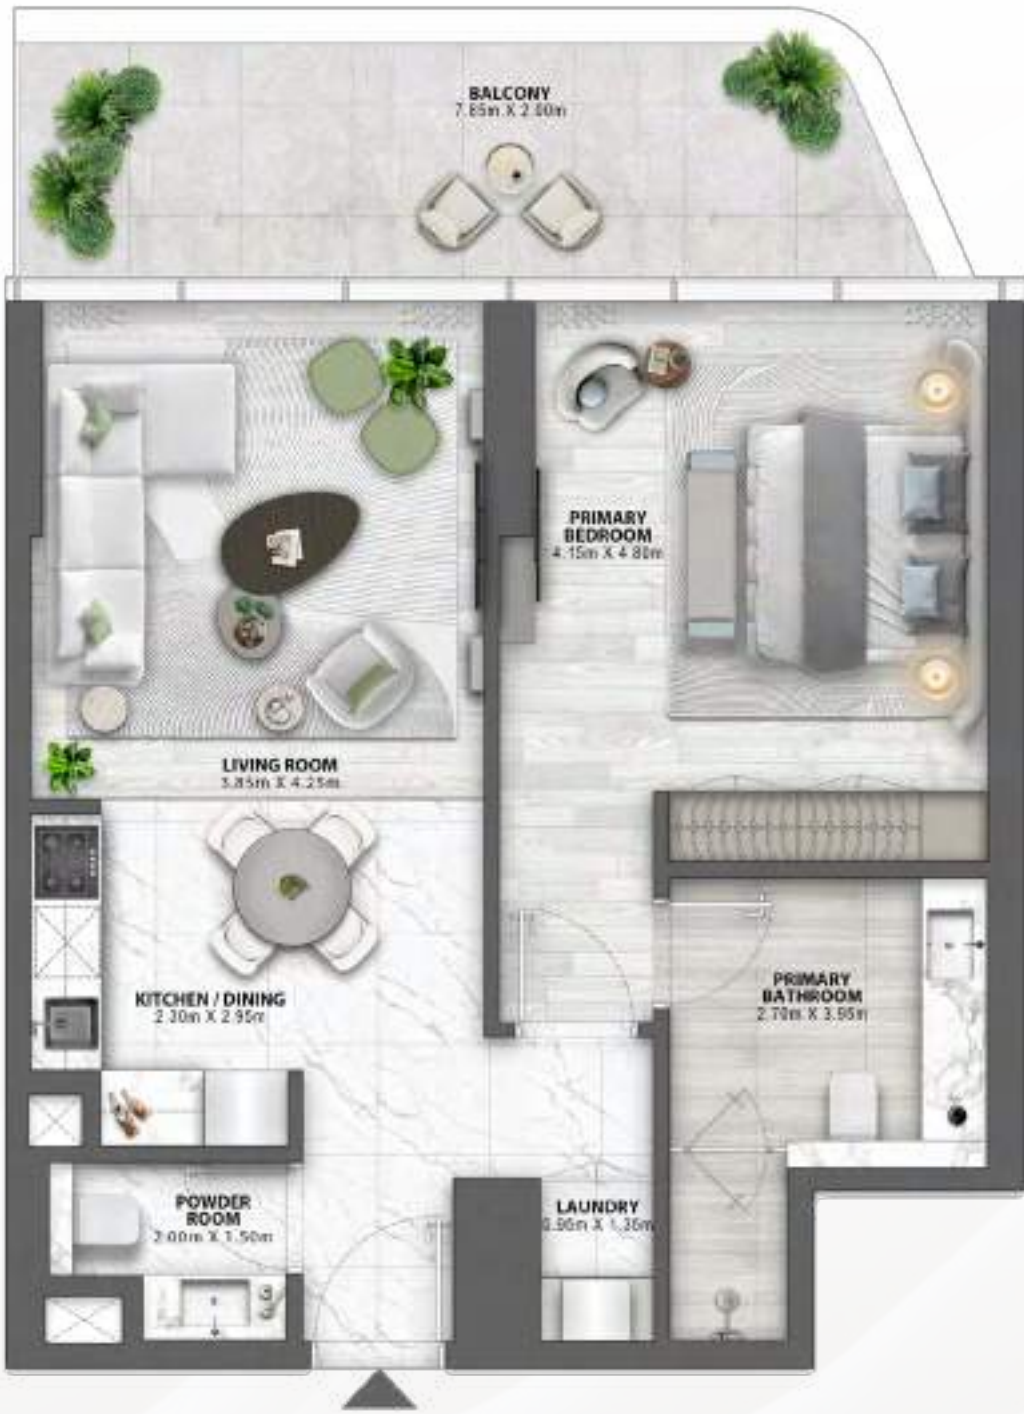 BALCONY
7.85m X 2.00m
PRIMARY
BEDROOM
4.15m X 4.80m
LIVING ROOM
3.85m X 4.25m
KITCHEN / DINING
2.30m X 2.95m
PRIMARY
BATHROOM
2.70m X 3.95m
POWDER
ROOM
2.00m X 1.50m
LAUNDRY
0.95m X 1.35m